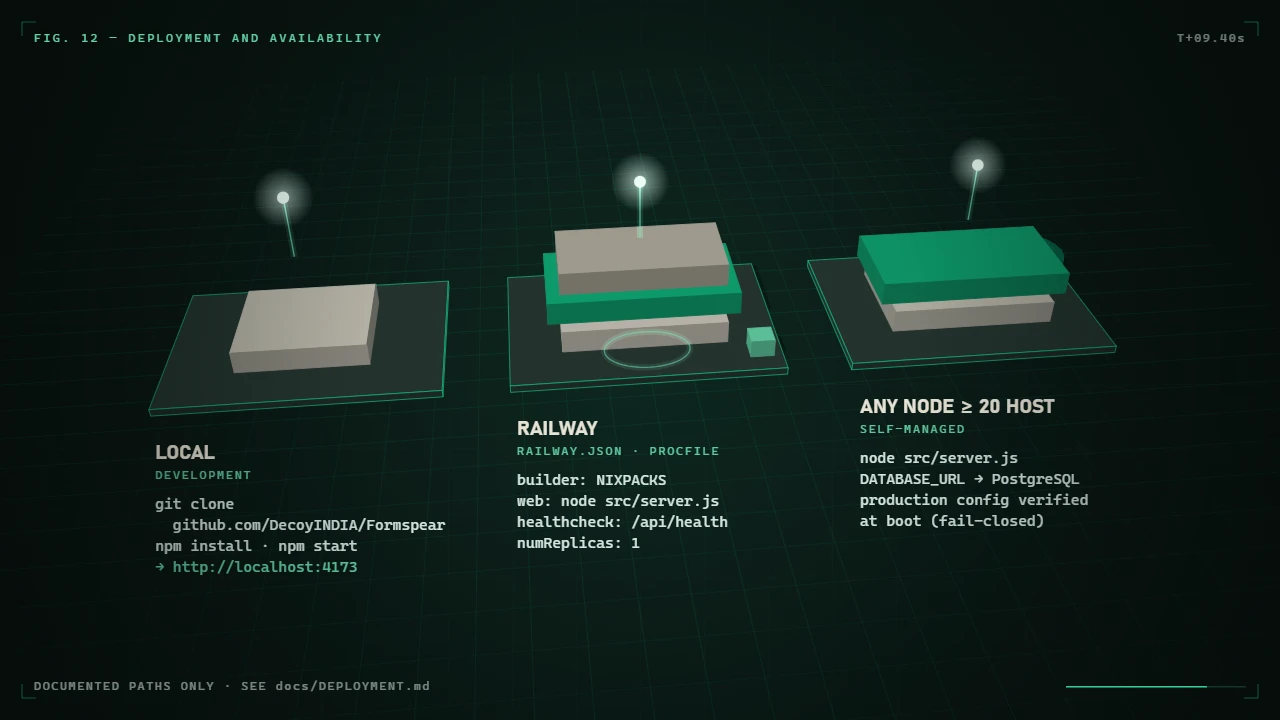 FIG. 12 — DEPLOYMENT AND AVAILABILITY
T+09.40s
LOCAL
DEVELOPMENT
git clone
github.com/DecoyINDIA/Formspear
npm install · npm start
→ http://localhost:4173
RAILWAY
RAILWAY.JSON · PROCFILE
builder: NIXPACKS
web: node src/server.js
healthcheck: /api/health
numReplicas: 1
ANY NODE ≥ 20 HOST
SELF-MANAGED
node src/server.js
DATABASE_URL → PostgreSQL
production config verified
at boot (fail-closed)
DOCUMENTED PATHS ONLY · SEE docs/DEPLOYMENT.md